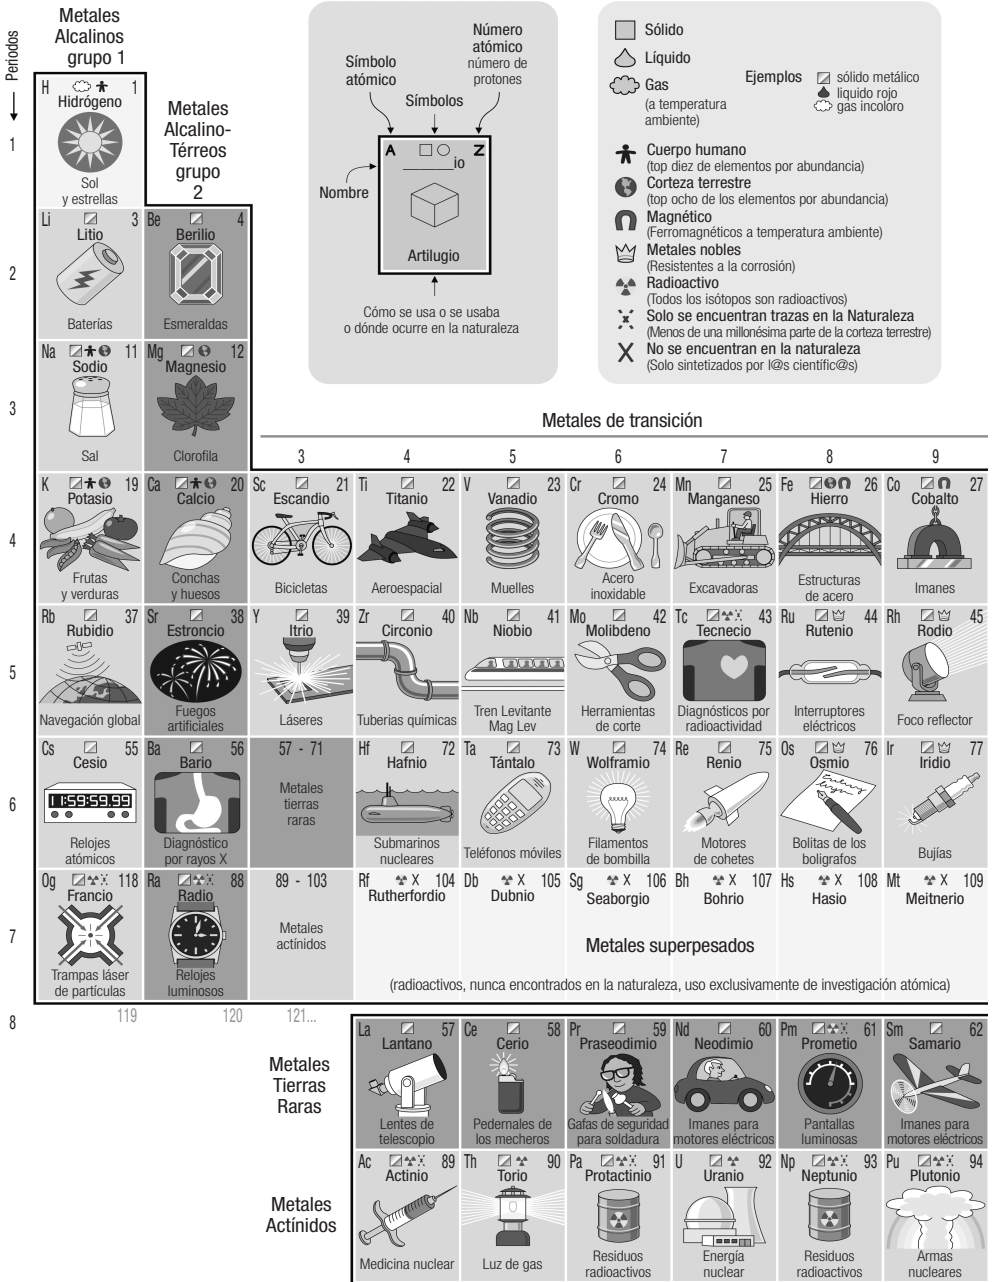 Metales
Alcalinos
grupo 1
Periodos
Metales
Alcalino-
Térreos
grupo
2
Símbolo
atómico
Símbolos
Número
atómico
número de
protones
A Z
______io
Nombre
Artilugio
Cómo se usa o se usaba
o dónde ocurre en la naturaleza
Sólido
Líquido
Gas
(a temperatura
ambiente)
Ejemplos
sólido metálico
liquido rojo
gas incoloro
Cuerpo humano
(top diez de elementos por abundancia)
Corteza terrestre
(top ocho de los elementos por abundancia)
Magnético
(Ferromagnéticos a temperatura ambiente)
Metales nobles
(Resistentes a la corrosión)
Radioactivo
(Todos los isótopos son radioactivos)
Solo se encuentran trazas en la Naturaleza
(Menos de una millonésima parte de la corteza terrestre)
X No se encuentran en la naturaleza
(Solo sintetizados por l@s científic@s)
1
H 1
Hidrógeno
Sol
y estrellas
2
Li 3
Litio
Baterías
Be 4
Berilio
Esmeraldas
3
Na 11
Sodio
Sal
Mg 12
Magnesio
Clorofila
Metales de transición
3 4 5 6 7 8 9
4
K 19
Potasio
Frutas
y verduras
Ca 20
Calcio
Conchas
y huesos
Sc 21
Escandio
Bicicletas
Ti 22
Titanio
Aeroespacial
V 23
Vanadio
Muelles
Cr 24
Cromo
Acero
inoxidable
Mn 25
Manganeso
Excavadoras
Fe 26
Hierro
Estructuras
de acero
Co 27
Cobalto
Imanes
5
Rb 37
Rubidio
Navegación global
Sr 38
Estroncio
Fuegos
artificiales
Y 39
Itrio
Láseres
Zr 40
Circonio
Tuberias químicas
Nb 41
Niobio
Tren Levitante
Mag Lev
Mo 42
Molibdeno
Herramientas
de corte
Tc 43
Tecnecio
Diagnósticos por
radioactividad
Ru 44
Rutenio
Interruptores
eléctricos
Rh 45
Rodio
Foco reflector
6
Cs 55
Cesio
11:59:59.99
Relojes
atómicos
Ba 56
Bario
Diagnóstico
por rayos X
57 - 71
Metales
tierras
raras
Hf 72
Hafnio
Submarinos
nucleares
Ta 73
Tántalo
Teléfonos móviles
W 74
Wolframio
Filamentos
de bombilla
Re 75
Renio
Motores
de cohetes
Os 76
Osmio
Bolitas de los
boligrafos
Ir 77
Iridio
Bujías
7
Og 118
Francio
Trampas láser
de partículas
Ra 88
Radio
Relojes
luminosos
89 - 103
Metales
actínidos
Rf X 104
Rutherfordio
Db X 105
Dubnio
Sg X 106
Seaborgio
Bh X 107
Bohrio
Hs X 108
Hasio
Mt X 109
Meitnerio
Metales superpesados
(radioactivos, nunca encontrados en la naturaleza, uso exclusivamente de investigación atómica)
8
119 120 121...
Metales
Tierras
Raras
La 57
Lantano
Lentes de
telescopio
Ce 58
Cerio
Pedernales de
los mecheros
Pr 59
Praseodimio
Gafas de seguridad
para soldadura
Nd 60
Neodimio
Imanes para
motores eléctricos
Pm 61
Prometio
Pantallas
luminosas
Sm 62
Samario
Imanes para
motores eléctricos
Metales
Actínidos
Ac 89
Actinio
Medicina nuclear
Th 90
Torio
Luz de gas
Pa 91
Protactinio
Residuos
radioactivos
U 92
Uranio
Energía
nuclear
Np 93
Neptunio
Residuos
radioactivos
Pu 94
Plutonio
Armas
nucleares